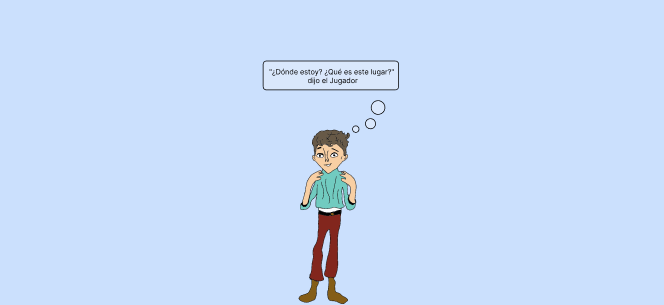 "¿Dónde estoy? ¿Qué es este lugar?"
dijo el Jugador